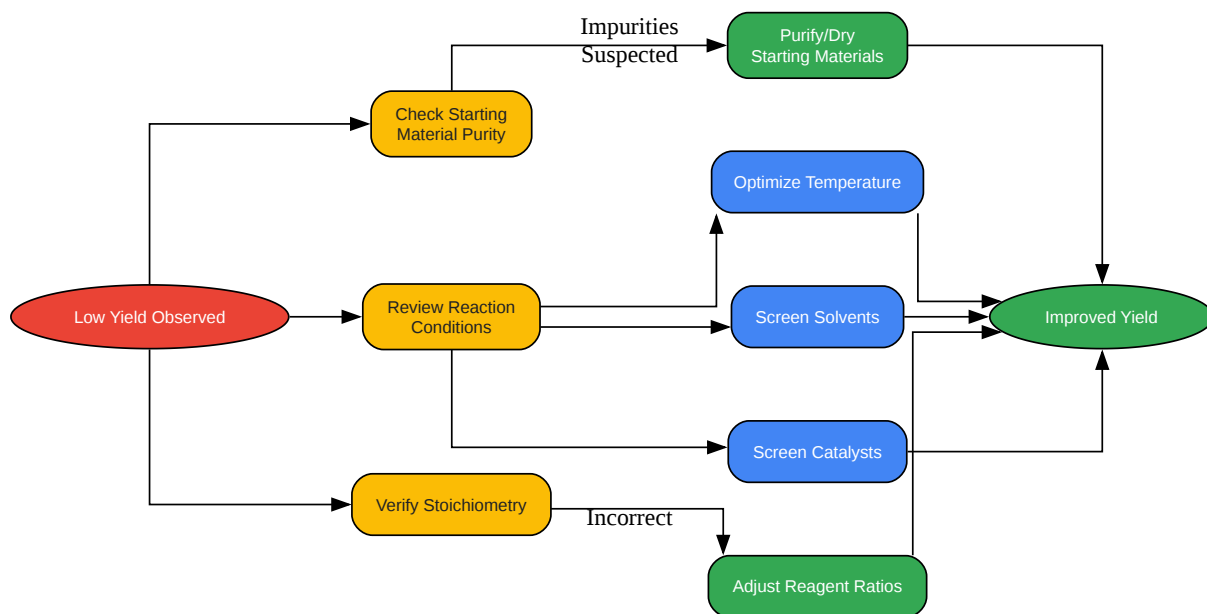 Impurities
Suspected
Purify/Dry
Starting Materials
Check Starting
Material Purity
Optimize Temperature
Low Yield Observed
Review Reaction
Conditions
Screen Solvents
Improved Yield
Screen Catalysts
Verify Stoichiometry
Incorrect
Adjust Reagent Ratios